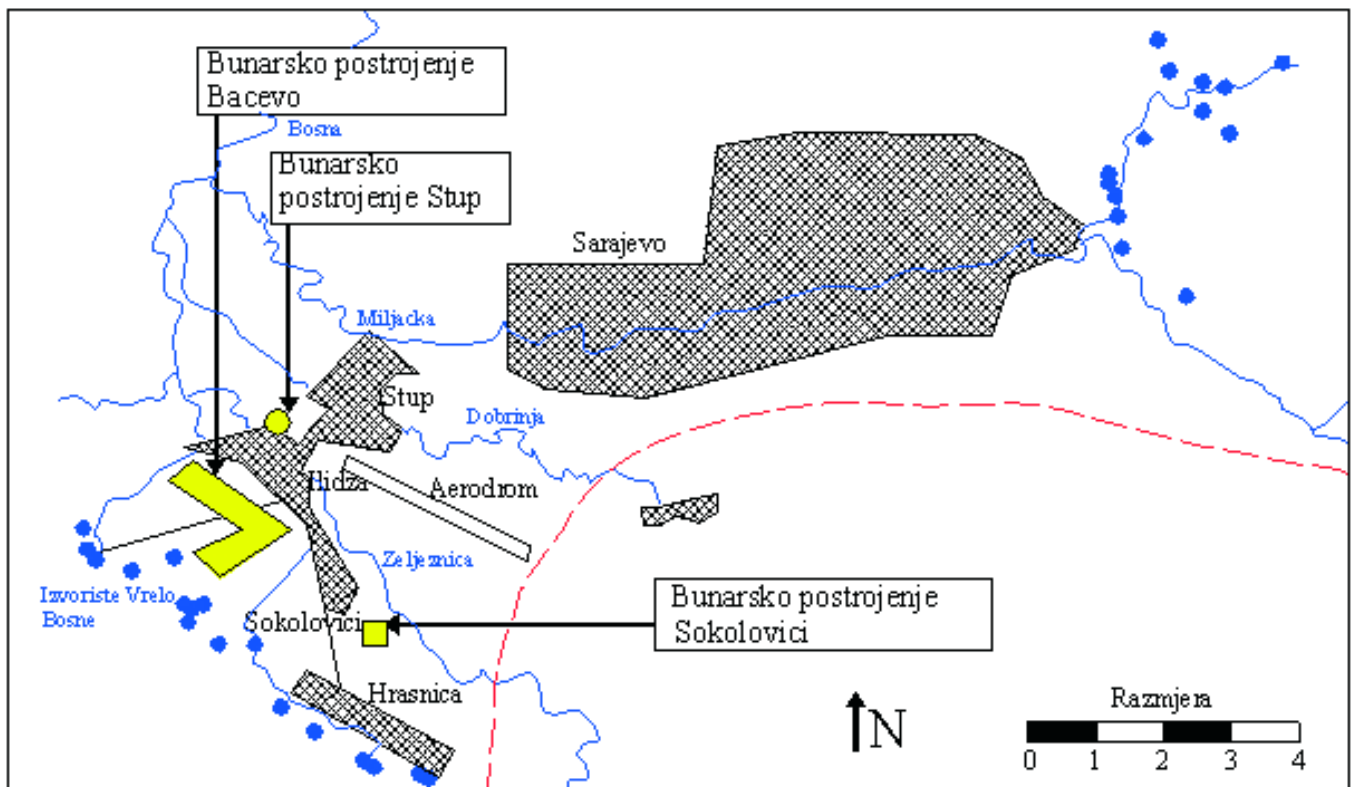 Bunarsko postrojenje
Bacevo
Bosna
Bunarsko
postrojenje Stup
Sarajevo
Miljacka
Stup
Dobrinja
Ilidza
Aerodrom
Zeljeznica
Izvoriste Vrelo
Bosne
Bunarsko postrojenje
Sokolovici
Sokolovici
Hrasnica
N
Razmjera
0 1 2 3 4